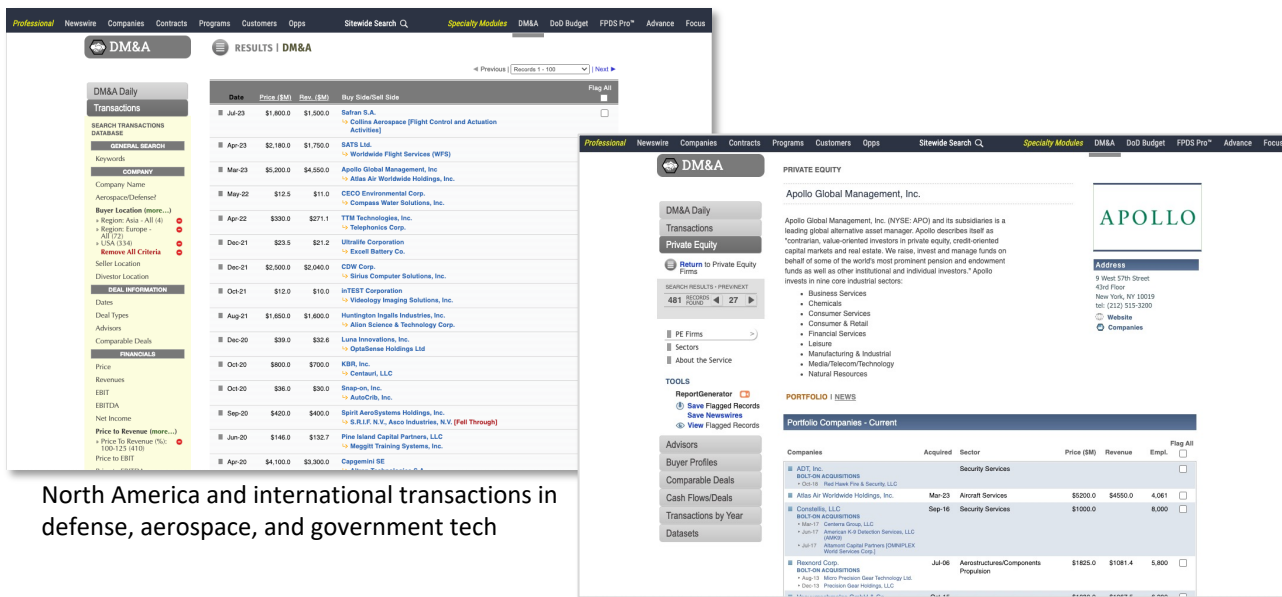 Professional Newswire Companies Contracts Programs Customers Opps Sitewide Search Specialty Modules DM&A DoD Budget FPDS Pro™ Advance Focus
DM&A
RESULTS | DM&A
◄ Previous | Records 1 - 100 | Next ►
DM&A Daily
Transactions
SEARCH TRANSACTIONS
DATABASE
GENERAL SEARCH
Keywords
COMPANY
Company Name
Aerospace/Defense?
Buyer Location (more...)
» Region: Asia - All (4)
» Region: Europe -
All (72)
» USA (334)
Remove All Criteria
Seller Location
Divestor Location
DEAL INFORMATION
Dates
Deal Types
Advisors
Comparable Deals
FINANCIALS
Price
Revenues
EBIT
EBITDA
Net Income
Price to Revenue (more...)
» Price To Revenue (%):
100-125 (410)
Price to EBIT
Flag All
Date Price ($M) Rev. ($M) Buy Side/Sell Side
Jul-23 $1,800.0 $1,500.0 Safran S.A.
Collins Aerospace [Flight Control and Actuation
Activities]
Apr-23 $2,180.0 $1,750.0 SATS Ltd.
Worldwide Flight Services (WFS)
Mar-23 $5,200.0 $4,550.0 Apollo Global Management, Inc
Atlas Air Worldwide Holdings, Inc.
May-22 $12.5 $11.0 CECO Environmental Corp.
Compass Water Solutions, Inc.
Apr-22 $330.0 $271.1 TTM Technologies, Inc.
Telephonics Corp.
Dec-21 $23.5 $21.2 Ultralife Corporation
Excell Battery Co.
Dec-21 $2,500.0 $2,040.0 CDW Corp.
Sirius Computer Solutions, Inc.
Oct-21 $12.0 $10.0 inTEST Corporation
Videology Imaging Solutions, Inc.
Aug-21 $1,650.0 $1,600.0 Huntington Ingalls Industries, Inc.
Alion Science & Technology Corp.
Dec-20 $39.0 $32.6 Luna Innovations, Inc.
OptaSense Holdings Ltd
Oct-20 $800.0 $700.0 KBR, Inc.
Centauri, LLC
Oct-20 $36.0 $30.0 Snap-on, Inc.
AutoCrib, Inc.
Sep-20 $420.0 $400.0 Spirit AeroSystems Holdings, Inc.
S.R.I.F. N.V., Asco Industries, N.V. [Fell Through]
Jun-20 $146.0 $132.7 Pine Island Capital Partners, LLC
Meggitt Training Systems, Inc.
Apr-20 $4,100.0 $3,300.0 Capgemini SE
North America and international transactions in
defense, aerospace, and government tech
Professional Newswire Companies Contracts Programs Customers Opps Sitewide Search Specialty Modules DM&A DoD Budget FPDS Pro™ Advance Focus
DM&A
DM&A Daily
Transactions
Private Equity
Return to Private Equity
Firms
SEARCH RESULTS - PREV/NEXT
481 RECORDS FOUND ◄ 27 ►
PE Firms >)
Sectors
About the Service
TOOLS
ReportGenerator
Save Flagged Records
Save Newswires
View Flagged Records
Advisors
Buyer Profiles
Comparable Deals
Cash Flows/Deals
Transactions by Year
Datasets
PRIVATE EQUITY
Apollo Global Management, Inc.
Apollo Global Management, Inc. (NYSE: APO) and its subsidiaries is a
leading global alternative asset manager. Apollo describes itself as
"contrarian, value-oriented investors in private equity, credit-oriented
capital markets and real estate. We raise, invest and manage funds on
behalf of some of the world's most prominent pension and endowment
funds as well as other institutional and individual investors." Apollo
invests in nine core industrial sectors:
• Business Services
• Chemicals
• Consumer Services
• Consumer & Retail
• Financial Services
• Leisure
• Manufacturing & Industrial
• Media/Telecom/Technology
• Natural Resources
APOLLO
Address
9 West 57th Street
43rd Floor
New York, NY 10019
tel: (212) 515-3200
Website
Companies
PORTFOLIO | NEWS
Portfolio Companies - Current
Flag All
Companies Acquired Sector Price ($M) Revenue Empl.
ADT, Inc. Security Services
BOLT-ON ACQUISITIONS
• Oct-18 Red Hawk Fire & Security, LLC
Atlas Air Worldwide Holdings, Inc. Mar-23 Aircraft Services $5200.0 $4550.0 4,061
Constellis, LLC Sep-16 Security Services $1000.0 8,000
BOLT-ON ACQUISITIONS
• Mar-17 Centerra Group, LLC
• Jun-17 American K-9 Detection Services, LLC
(AMK9)
• Jul-17 Altamont Capital Partners [OMNIPLEX
World Services Corp.]
Rexnord Corp. Jul-06 Aerostructures/Components $1825.0 $1081.4 5,800
Propulsion
BOLT-ON ACQUISITIONS
• Aug-13 Micro Precision Gear Technology Ltd.
• Dec-13 Precision Gear Holdings, LLC